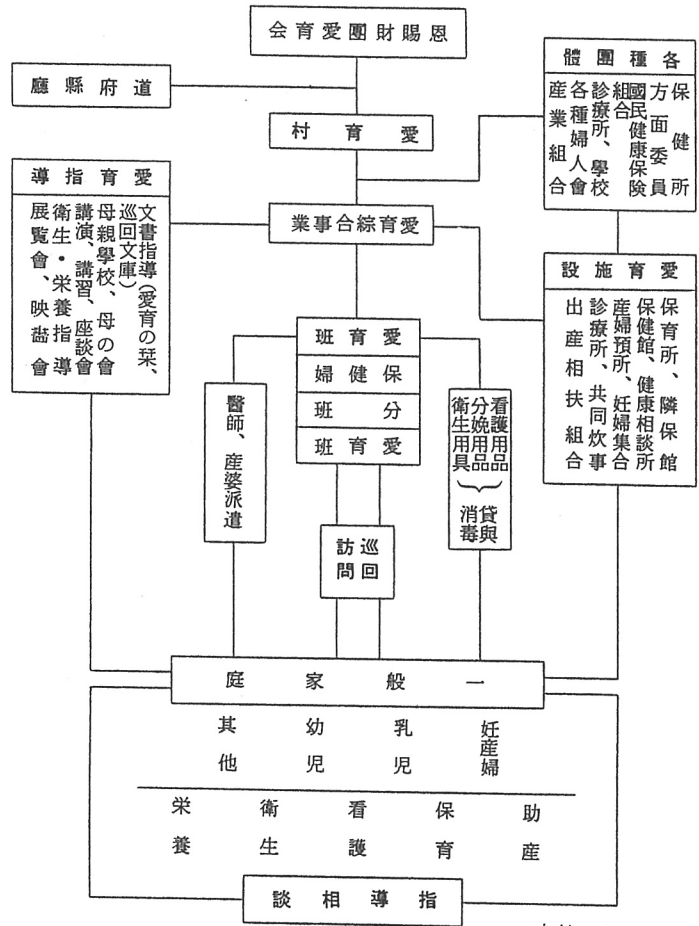 恩賜財團愛育会
道府縣廳
各種團體
保健所
方面委員
國民健康保険
組合
診療所、學校
各種婦人會
産業組合
愛育村
愛育指導
文書指導(愛育の栞、
巡回文庫)
母親學校、母の會
講演、講習、座談會
衛生・栄養指導
展覧會、映畵會
愛育綜合事業
愛育施設
保育所、隣保館
保健館、健康相談所
産婦預所、妊婦集合
診療所、共同炊事
出産相扶組合
愛育班
保健婦
分班
愛育班
醫師、産婆派遣
看護用品
分娩用品
衛生用具
貸與
消毒
巡回
訪問
一般家庭
妊産婦
乳児
幼児
其他
助産
保育
看護
衛生
栄養
指導相談